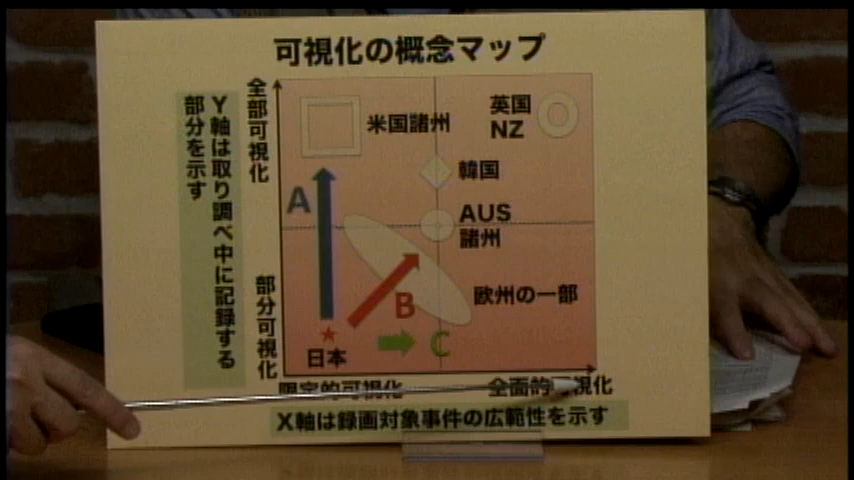 可視化の概念マップ
Y軸は取り調べ中に記録する
部分を示す
全部可視化
部分可視化
米国諸州
英国
NZ
韓国
AUS
諸州
欧州の一部
A
B
C
日本
限定的可視化
全面的可視化
X軸は録画対象事件の広範性を示す